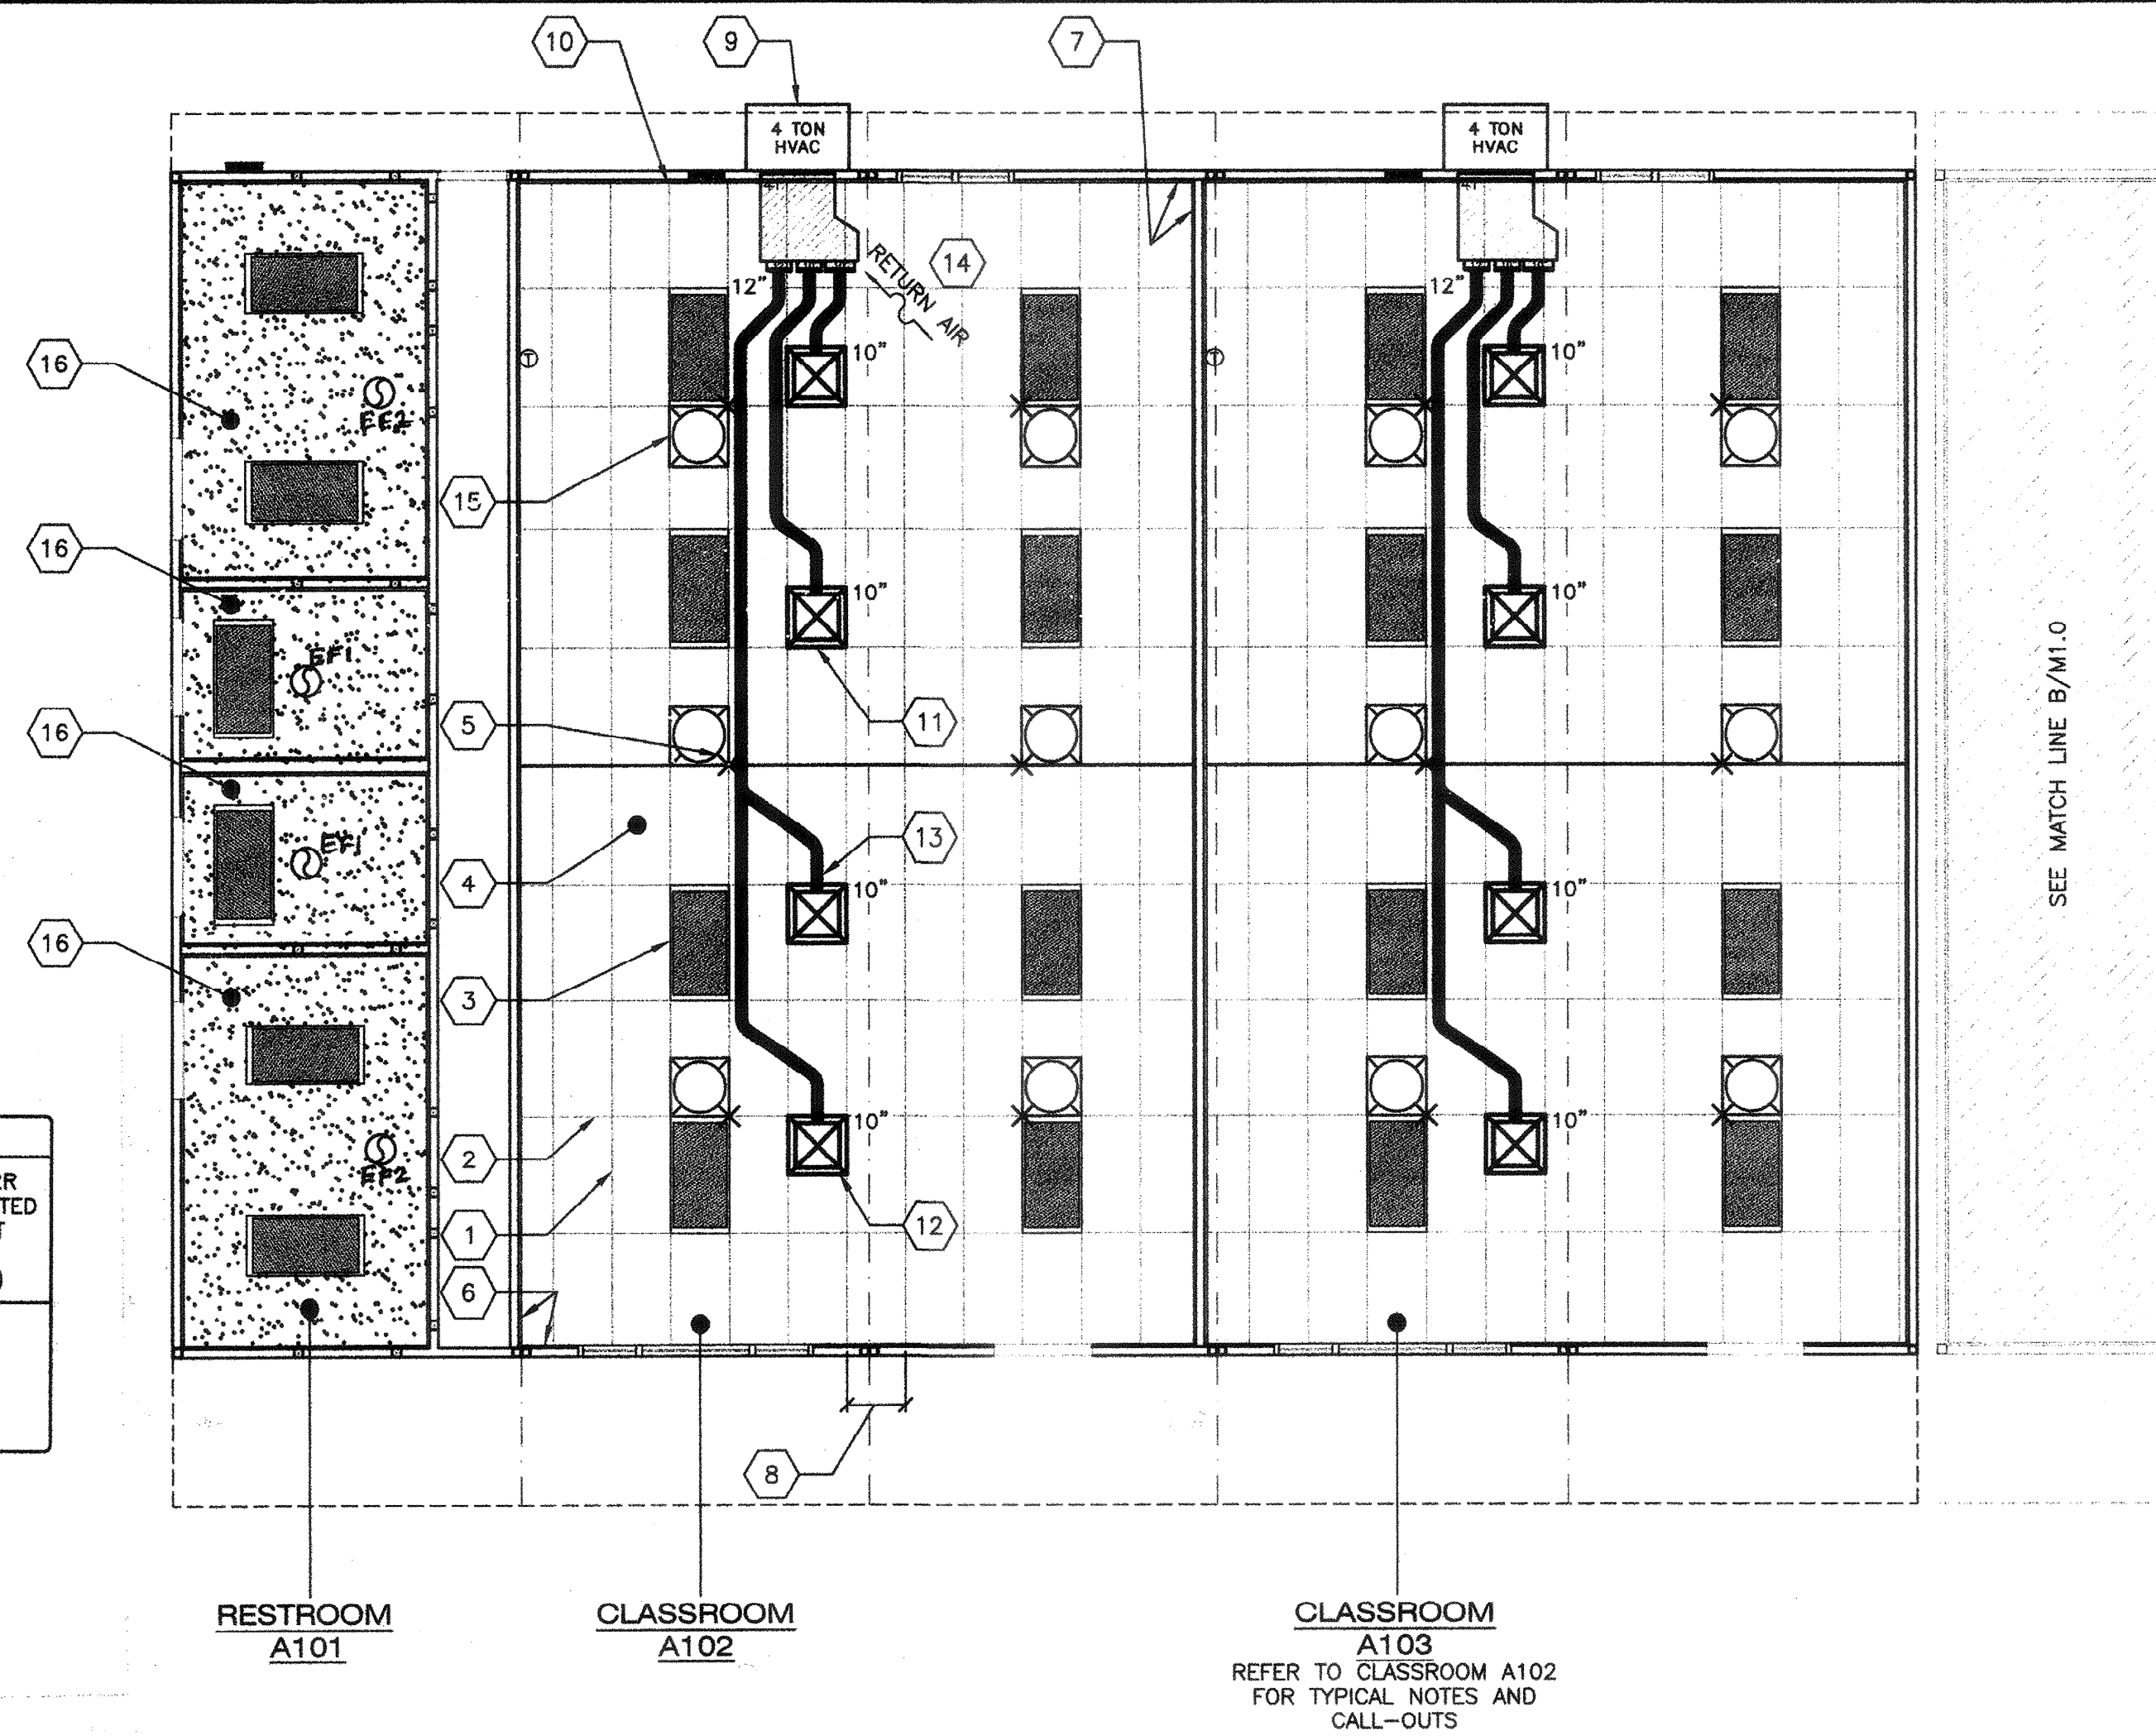 10
9
7
4 TON
HVAC
4 TON
HVAC
14
RETURN AIR
12"
12"
10"
10"
16
EF2
15
16
10"
10"
EF1
5
11
16
EF1
13
4
10"
10"
16
3
SEE MATCH LINE B/M1.0
2
10"
10"
EF2
1
12
6
TED
8
RESTROOM
A101
CLASSROOM
A102
CLASSROOM
A103
REFER TO CLASSROOM A102
FOR TYPICAL NOTES AND
CALL-OUTS